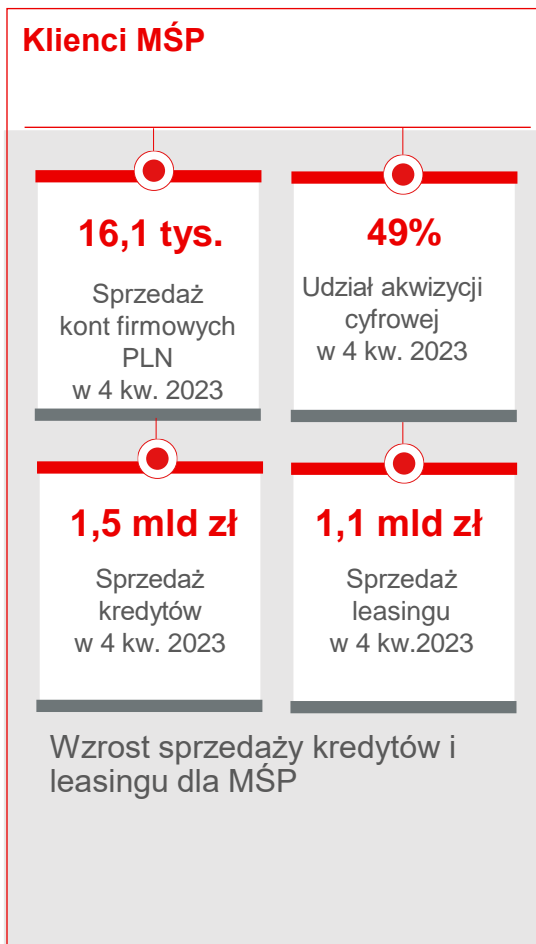 Klienci MŚP
16,1 tys.
Sprzedaż
kont firmowych
PLN
w 4 kw. 2023
49%
Udział akwizycji
cyfrowej
w 4 kw. 2023
1,5 mld zł
Sprzedaż
kredytów
w 4 kw. 2023
1,1 mld zł
Sprzedaż
leasingu
w 4 kw.2023
Wzrost sprzedaży kredytów i
leasingu dla MŚP